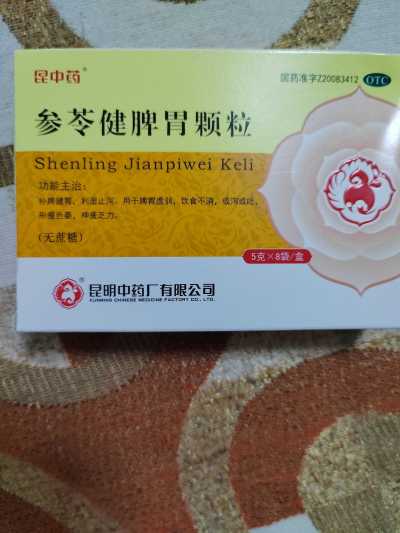 昆中药®
国药准字Z20083412 OTC
参苓健脾胃颗粒
Shenling Jianpiwei Keli
功能主治：
补脾健胃、利湿止泻。用于脾胃虚弱，饮食不消，或泻或吐，
形瘦色萎，神疲乏力。
(无蔗糖)
5克×8袋/盒
昆明中药厂有限公司
KUNMING CHINESE MEDICINE FACTORY CO., LTD.